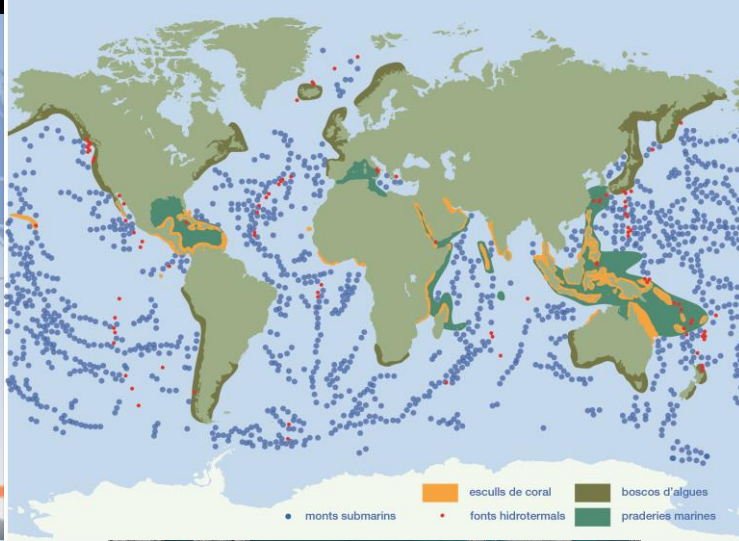 esculls de coral
boscos d'algues
monts submarins
fonts hidrotermals
praderies marines